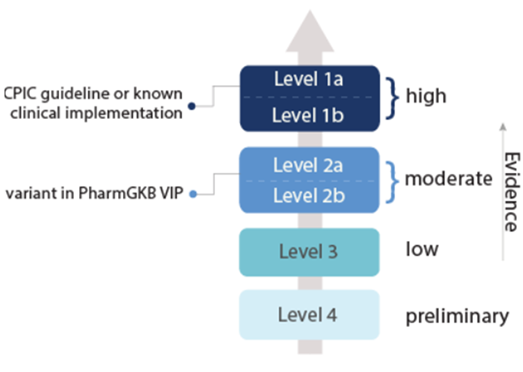 CPIC guideline or known
clinical implementation
Level 1a
Level 1b
high
variant in PharmGKB VIP
Level 2a
Level 2b
moderate
Level 3
low
Level 4
preliminary
Evidence